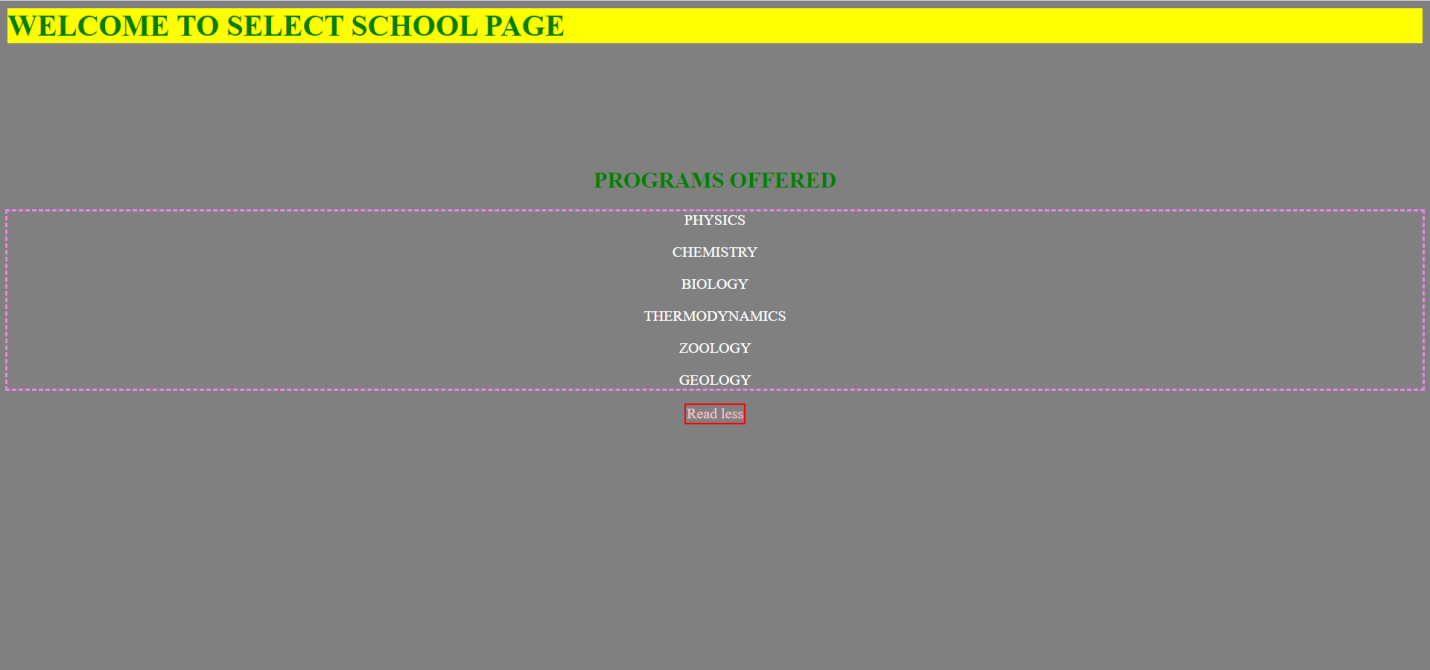 WELCOME TO SELECT SCHOOL PAGE
PROGRAMS OFFERED
PHYSICS
CHEMISTRY
BIOLOGY
THERMODYNAMICS
ZOOLOGY
GEOLOGY
Read less